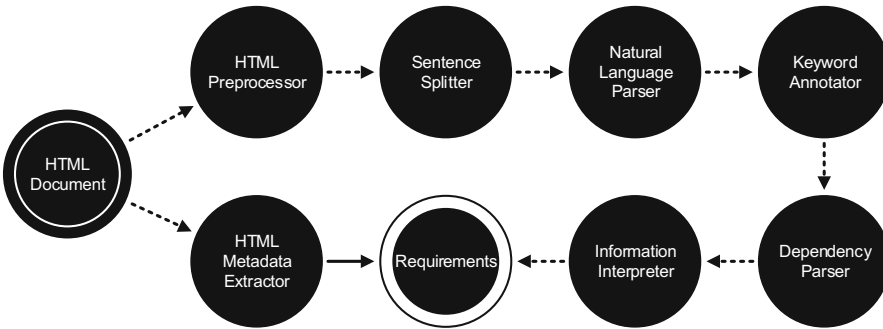 HTML
Preprocessor
Sentence
Splitter
Natural
Language
Parser
Keyword
Annotator
HTML
Document
HTML
Metadata
Extractor
Requirements
Information
Interpreter
Dependency
Parser